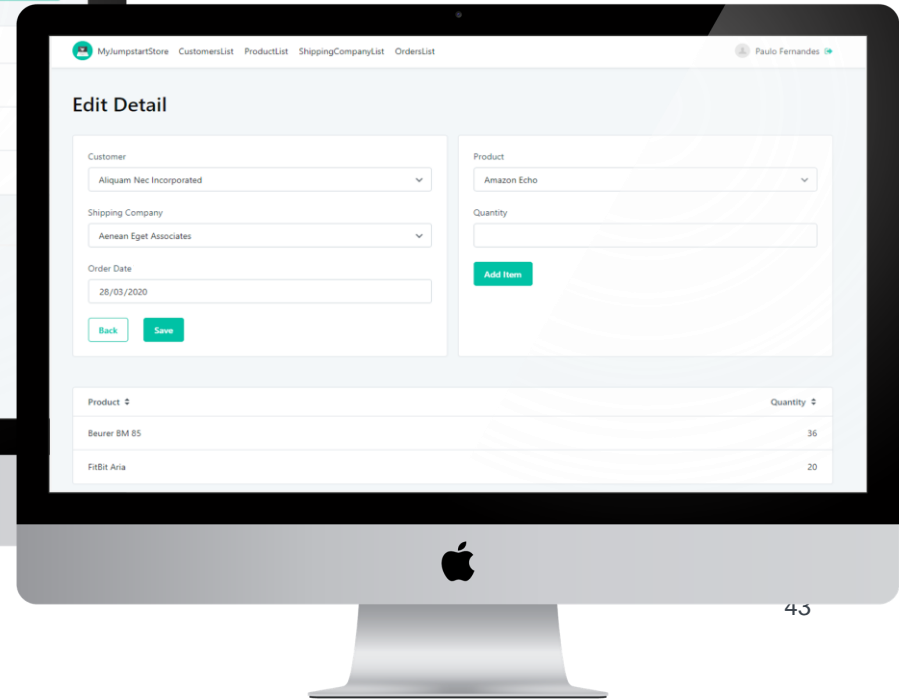 MyJumpstartStore CustomersList ProductList ShippingCompanyList OrdersList Paulo Fernandes
Edit Detail
Customer
Aliquam Nec Incorporated
Shipping Company
Aenean Eget Associates
Order Date
28/03/2020
Back Save
Product
Amazon Echo
Quantity
Add Item
Product Quantity
Beurer BM 85 36
FitBit Aria 20
43